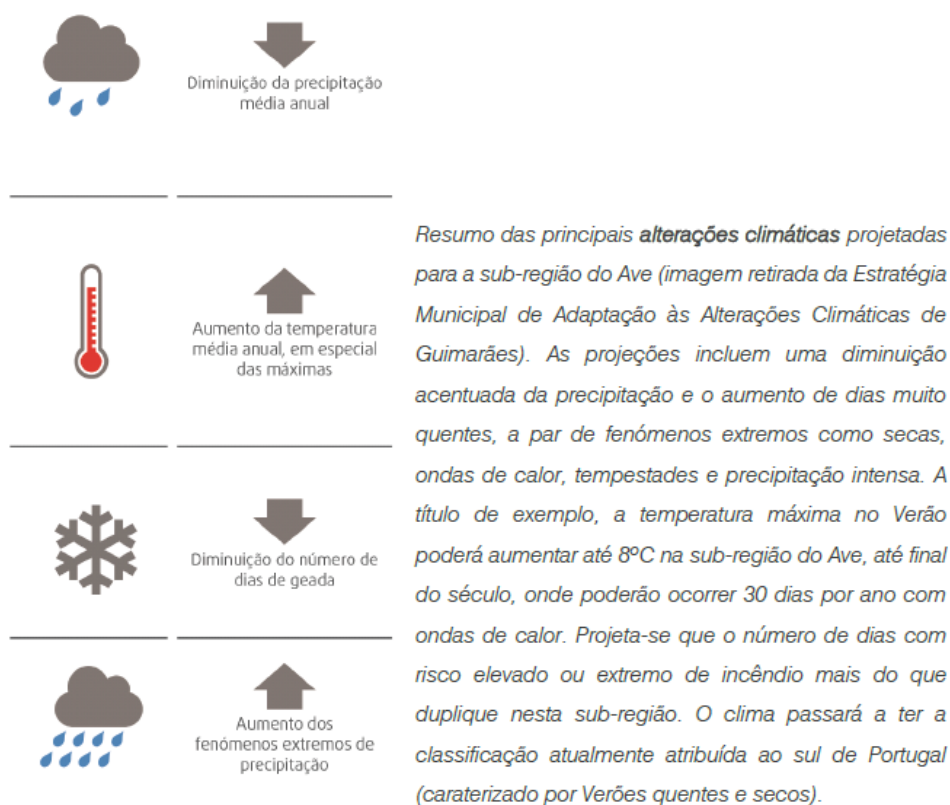 Diminuição da precipitação
média anual
Aumento da temperatura
média anual, em especial
das máximas
Diminuição do número de
dias de geada
Aumento dos
fenómenos extremos de
precipitação
Resumo das principais alterações climáticas projetadas
para a sub-região do Ave (imagem retirada da Estratégia
Municipal de Adaptação às Alterações Climáticas de
Guimarães). As projeções incluem uma diminuição
acentuada da precipitação e o aumento de dias muito
quentes, a par de fenómenos extremos como secas,
ondas de calor, tempestades e precipitação intensa. A
título de exemplo, a temperatura máxima no Verão
poderá aumentar até 8ºC na sub-região do Ave, até final
do século, onde poderão ocorrer 30 dias por ano com
ondas de calor. Projeta-se que o número de dias com
risco elevado ou extremo de incêndio mais do que
duplique nesta sub-região. O clima passará a ter a
classificação atualmente atribuída ao sul de Portugal
(caraterizado por Verões quentes e secos).